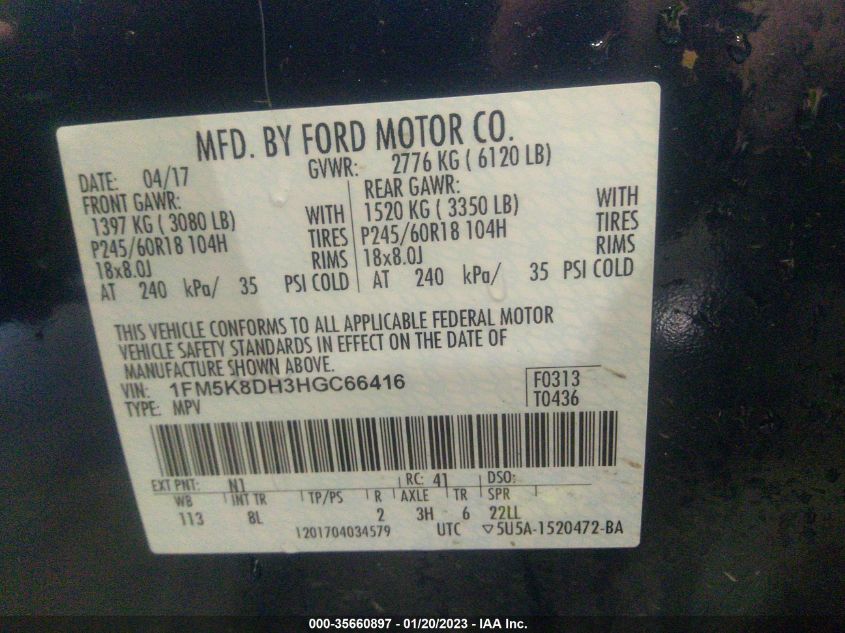 MFD. BY FORD MOTOR CO.
DATE: 04/17 GVWR: 2776 KG ( 6120 LB)
FRONT GAWR: REAR GAWR:
1397 KG ( 3080 LB) WITH 1520 KG ( 3350 LB) WITH
P245/60R18 104H TIRES P245/60R18 104H TIRES
18x8.0J RIMS 18x8.0J RIMS
AT 240 kPa/ 35 PSI COLD AT 240 kPa/ 35 PSI COLD
THIS VEHICLE CONFORMS TO ALL APPLICABLE FEDERAL MOTOR
VEHICLE SAFETY STANDARDS IN EFFECT ON THE DATE OF
MANUFACTURE SHOWN ABOVE.
VIN: 1FM5K8DH3HGC66416 F0313
TYPE: MPV T0436
EXT PNT: N1 RC: 41 DSO:
WB INT TR TP/PS R AXLE TR SPR
113 8L 2 3H 6 22LL
1201704034579 UTC ▽5U5A-1520472-BA
000-35660897 - 01/20/2023 - IAA Inc.